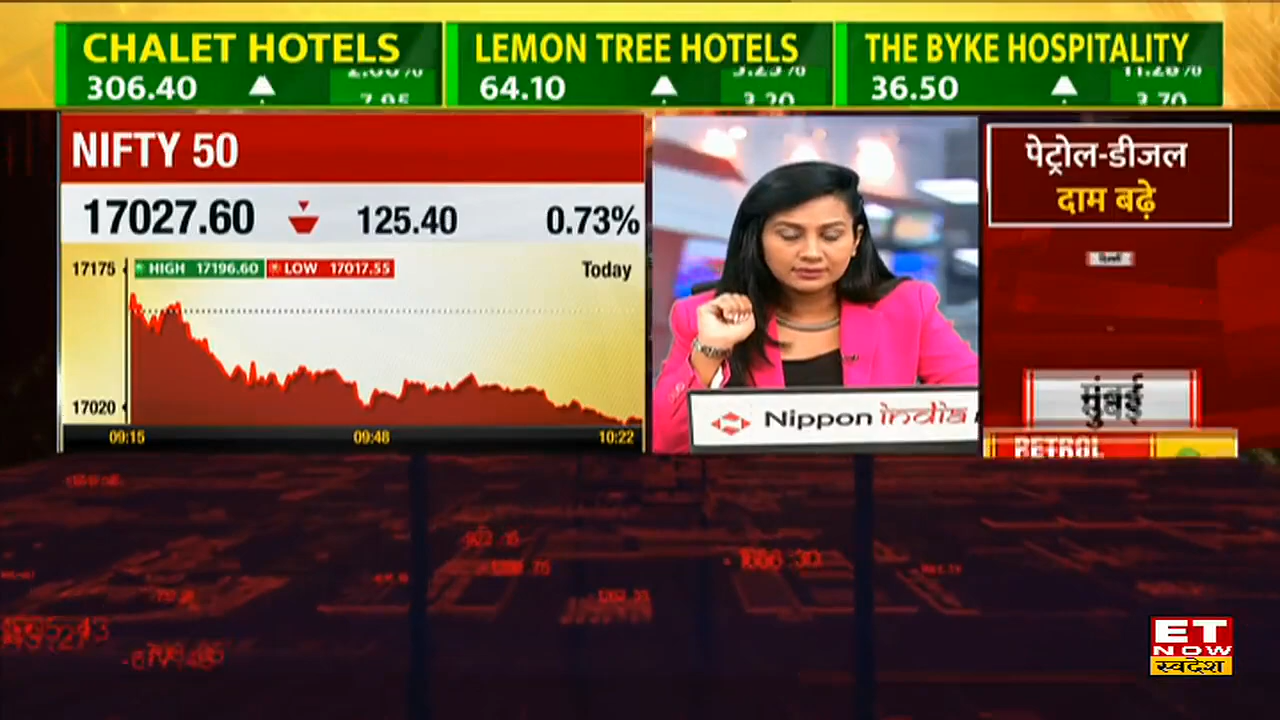 CHALET HOTELS
306.40
LEMON TREE HOTELS
64.10
THE BYKE HOSPITALITY
36.50
3.70
NIFTY 50
17027.60 125.40 0.73%
17175 HIGH 17196.60 LOW 17017.55 Today
17020
09:15 09:48 10:22
Nippon india
पेट्रोल-डीजल
दाम बढ़े
दिल्ली
मुंबई
PETROL
ET
NOW
स्वदेश